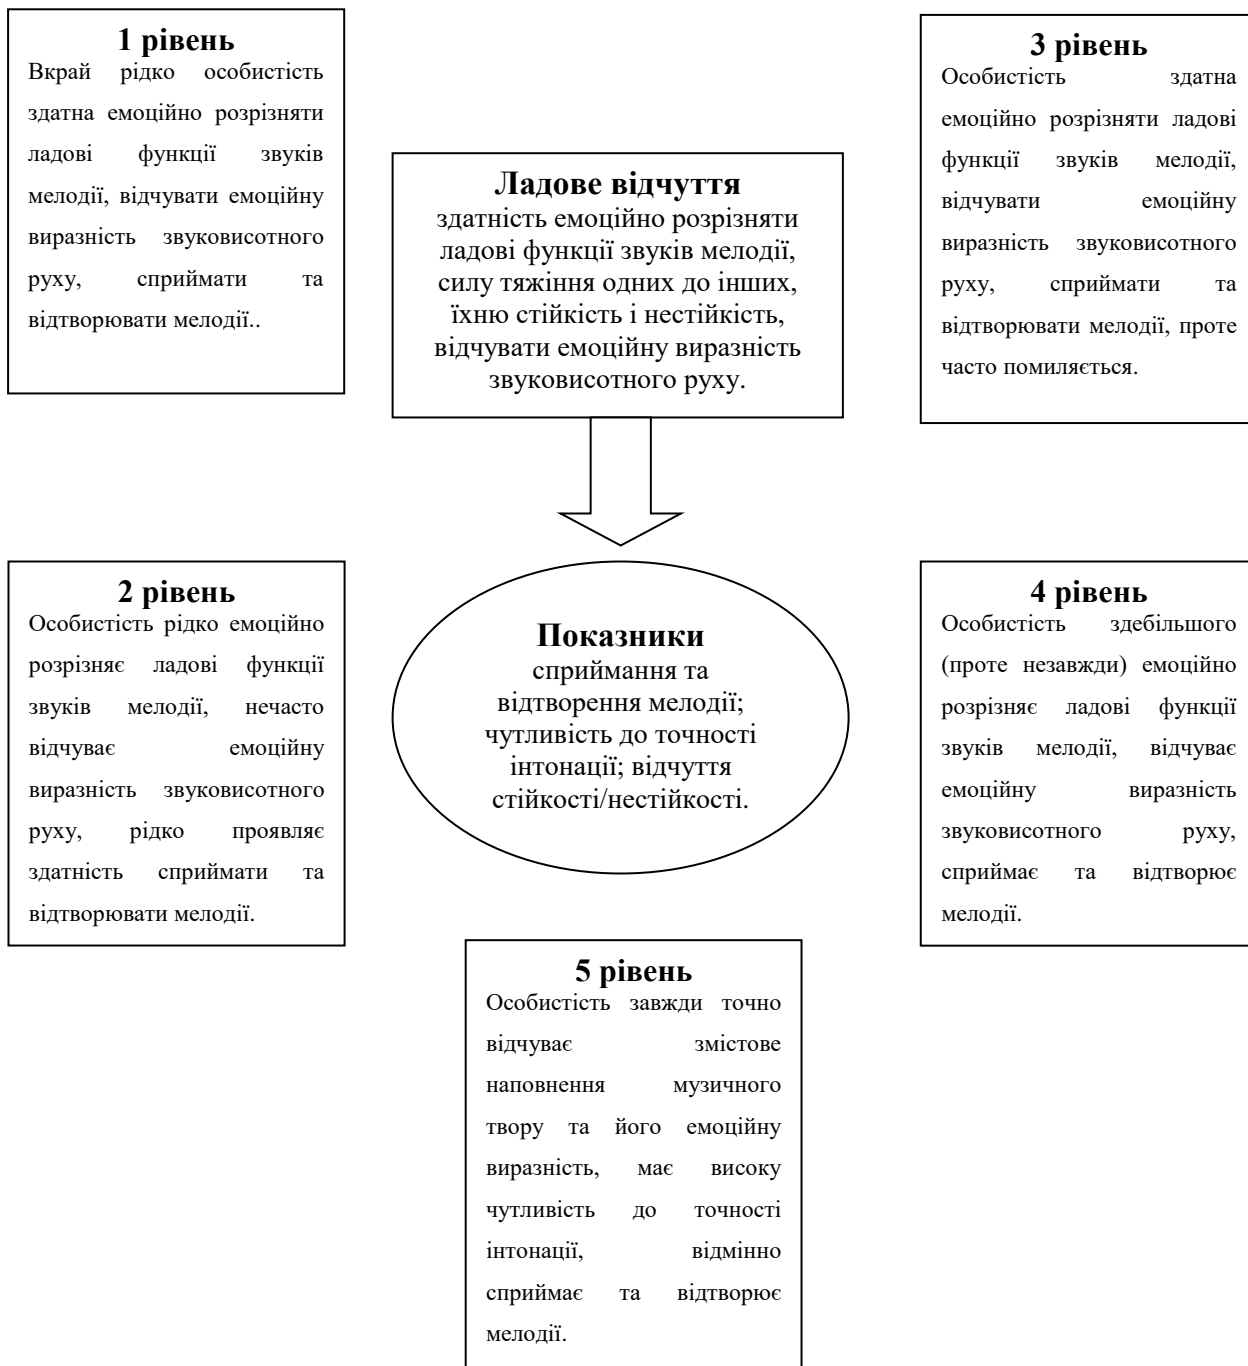 1 рівень
Вкрай рідко особистість
здатна емоційно розрізняти
ладові функції звуків
мелодії, відчувати емоційну
виразність звуковисотного
руху, сприймати та
відтворювати мелодії..
Ладове відчуття
здатність емоційно розрізняти
ладові функції звуків мелодії,
силу тяжіння одних до інших,
їхню стійкість і нестійкість,
відчувати емоційну виразність
звуковисотного руху.
3 рівень
Особистість здатна
емоційно розрізняти ладові
функції звуків мелодії,
відчувати емоційну
виразність звуковисотного
руху, сприймати та
відтворювати мелодії, проте
часто помиляється.
2 рівень
Особистість рідко емоційно
розрізняє ладові функції
звуків мелодії, нечасто
відчуває емоційну
виразність звуковисотного
руху, рідко проявляє
здатність сприймати та
відтворювати мелодії.
Показники
сприймання та
відтворення мелодії;
чутливість до точності
інтонації; відчуття
стійкості/нестійкості.
4 рівень
Особистість здебільшого
(проте незавжди) емоційно
розрізняє ладові функції
звуків мелодії, відчуває
емоційну виразність
звуковисотного руху,
сприймає та відтворює
мелодії.
5 рівень
Особистість завжди точно
відчуває змістове
наповнення музичного
твору та його емоційну
виразність, має високу
чутливість до точності
інтонації, відмінно
сприймає та відтворює
мелодії.